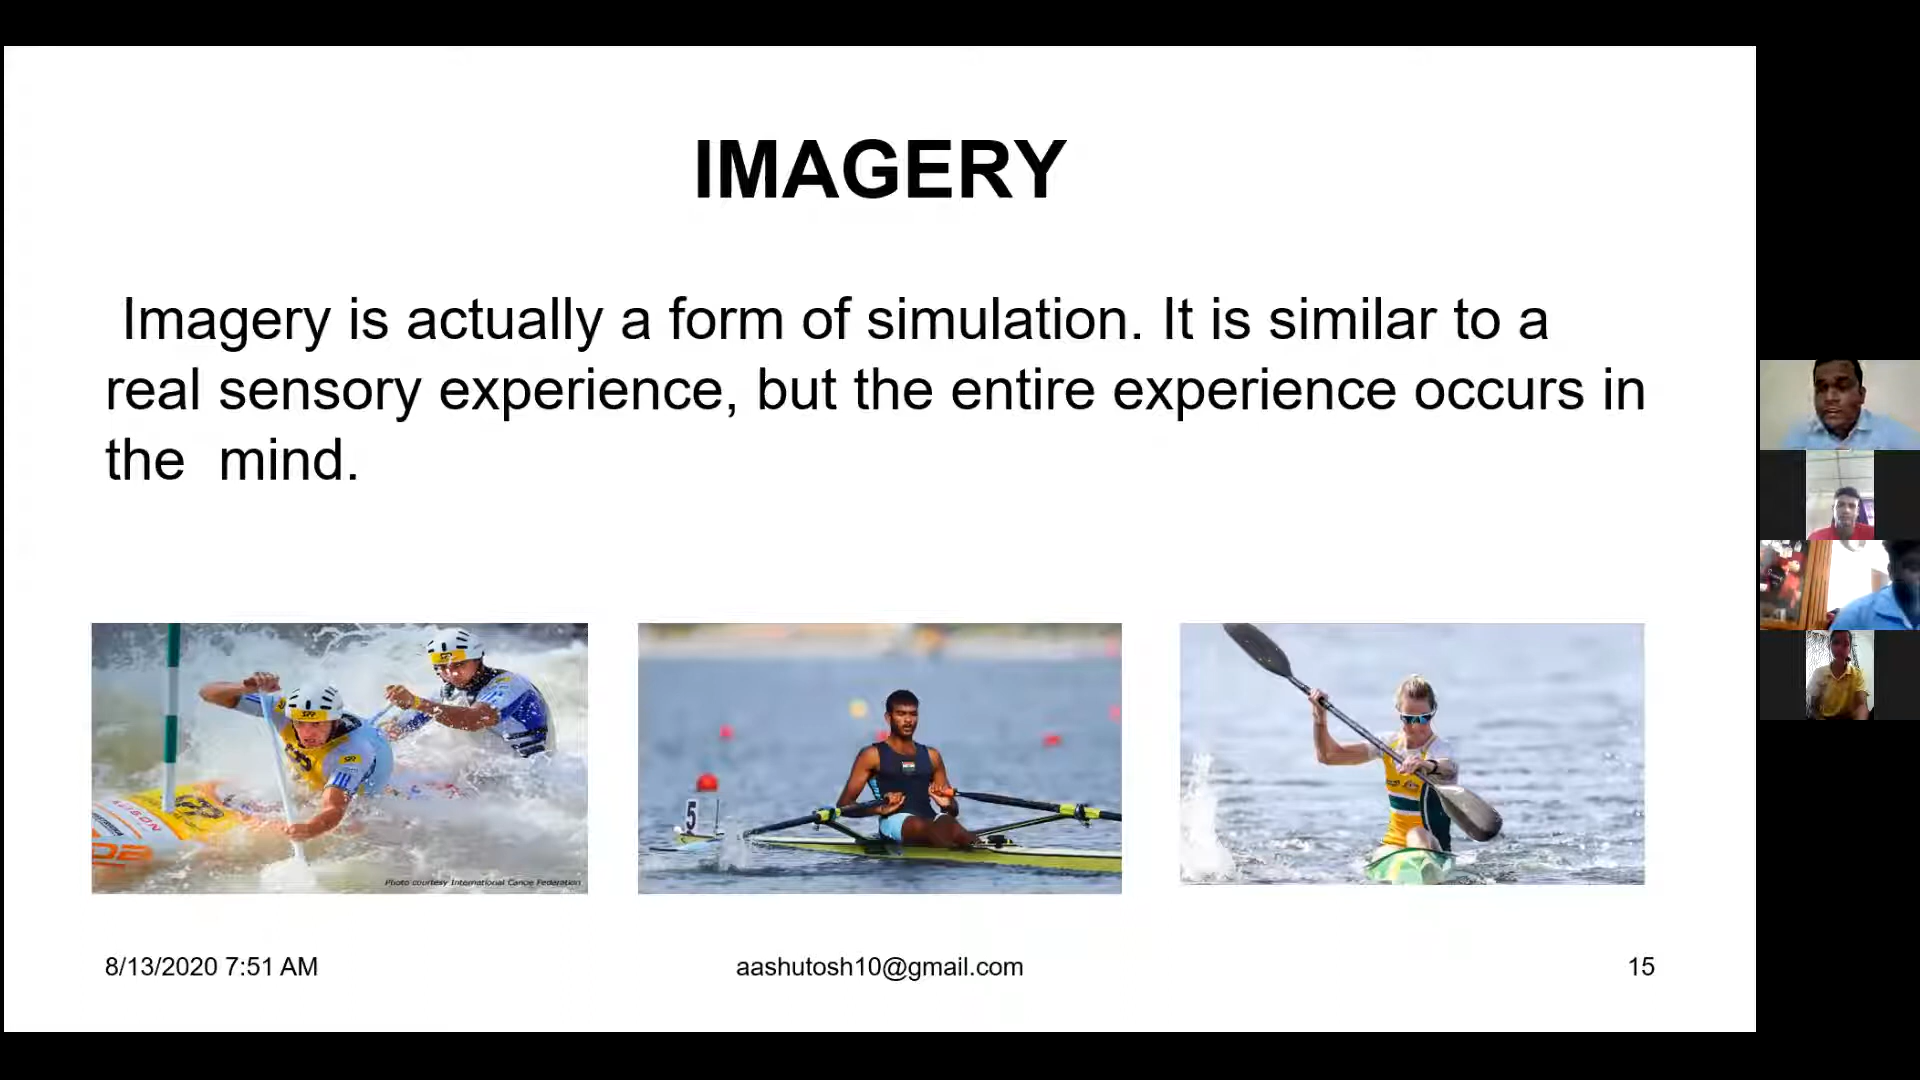 IMAGERY
Imagery is actually a form of simulation. It is similar to a
real sensory experience, but the entire experience occurs in
the  mind.
5
Photo courtesy International Canoe Federation
8/13/2020 7:51 AM
aashutosh10@gmail.com
15